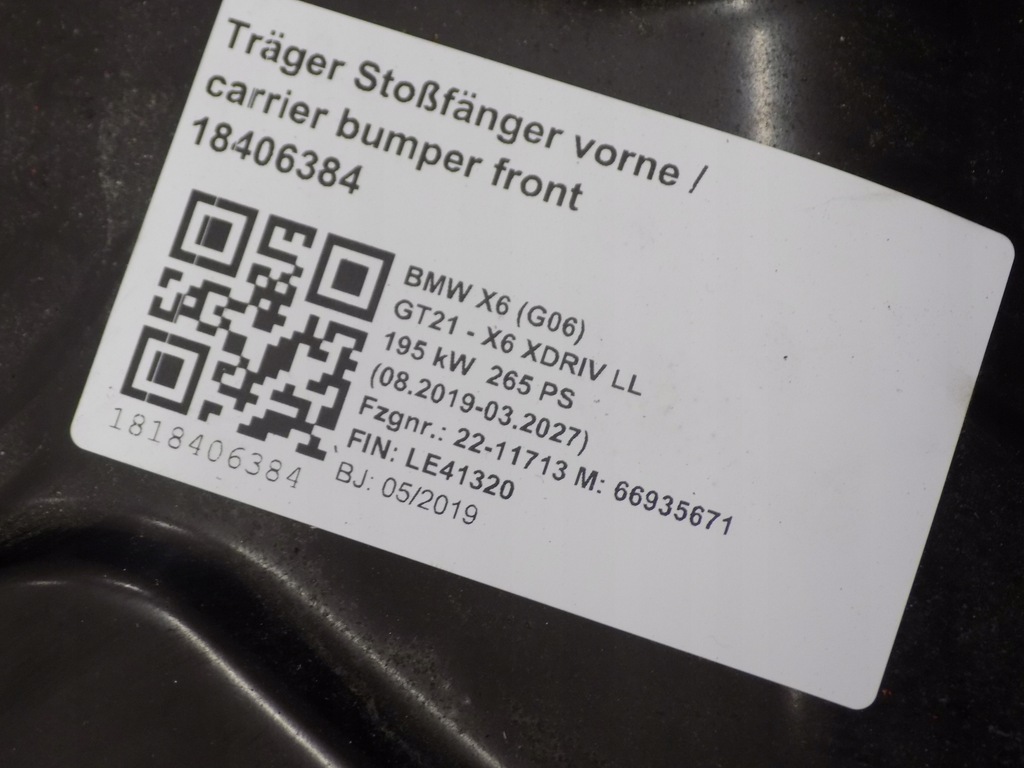 Träger Stoßfänger vorne /
carrier bumper front
18406384
BMW X6 (G06)
GT21 - X6 XDRIV LL
195 kW 265 PS
(08.2019-03.2027)
Fzgnr.: 22-11713 M: 66935671
FIN: LE41320
BJ: 05/2019
1818406384